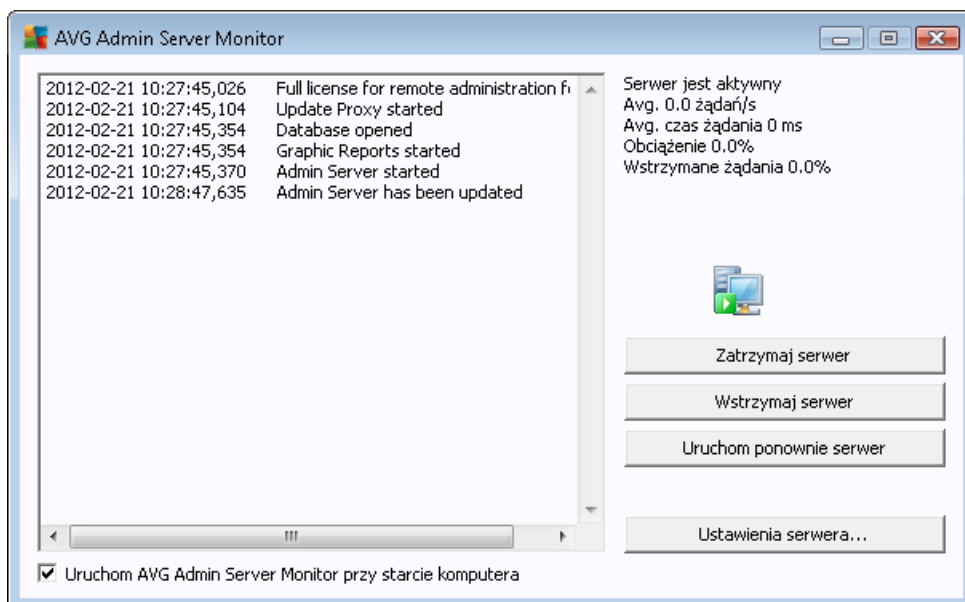 AVG Admin Server Monitor
2012-02-21 10:27:45,026 Full license for remote administration
2012-02-21 10:27:45,104 Update Proxy started
2012-02-21 10:27:45,354 Database opened
2012-02-21 10:27:45,354 Graphic Reports started
2012-02-21 10:27:45,370 Admin Server started
2012-02-21 10:28:47,635 Admin Server has been updated
Serwer jest aktywny
Avg. 0.0 żądań/s
Avg. czas żądania 0 ms
Obciążenie 0.0%
Wstrzymane żądania 0.0%
Zatrzymaj serwer
Wstrzymaj serwer
Uruchom ponownie serwer
Ustawienia serwera...
Uruchom AVG Admin Server Monitor przy starcie komputera